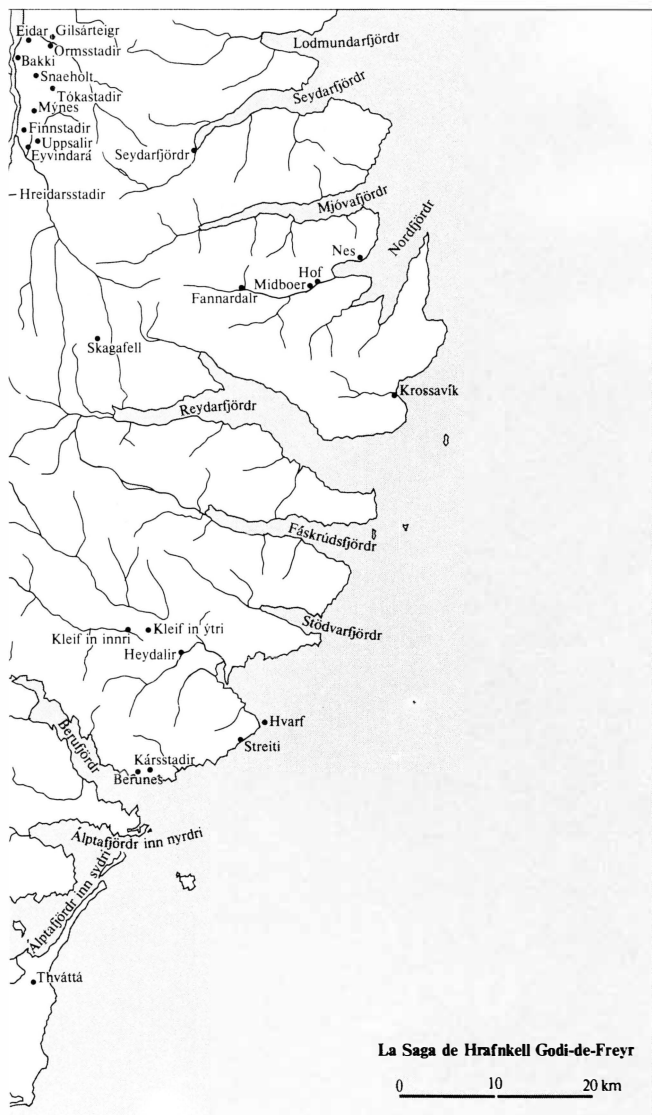 Eidar
Gilsárteigr
Ormsstadir
Bakki
Snaeholt
Tókastadir
Mýnes
Finnstadir
Uppsalir
Eyvindará
Hreidarsstadir
Lodmundarfjördr
Seydarfjördr
Seydarfjördr
Mjóvafjördr
Nordfjördr
Nes
Hof
Midboer
Fannardalr
Skagafell
Krossavík
Reydarfjördr
Fáskrúdsfjördr
Stödvarfjördr
Kleif in innri
Kleif in ýtri
Heydalir
Hvarf
Streiti
Berufjördr
Kársstadir
Berunes
Álptafjördr inn nyrdri
Álptafjördr inn sydri
Thváttá
La Saga de Hrafnkell Godi-de-Freyr
0 10 20 km